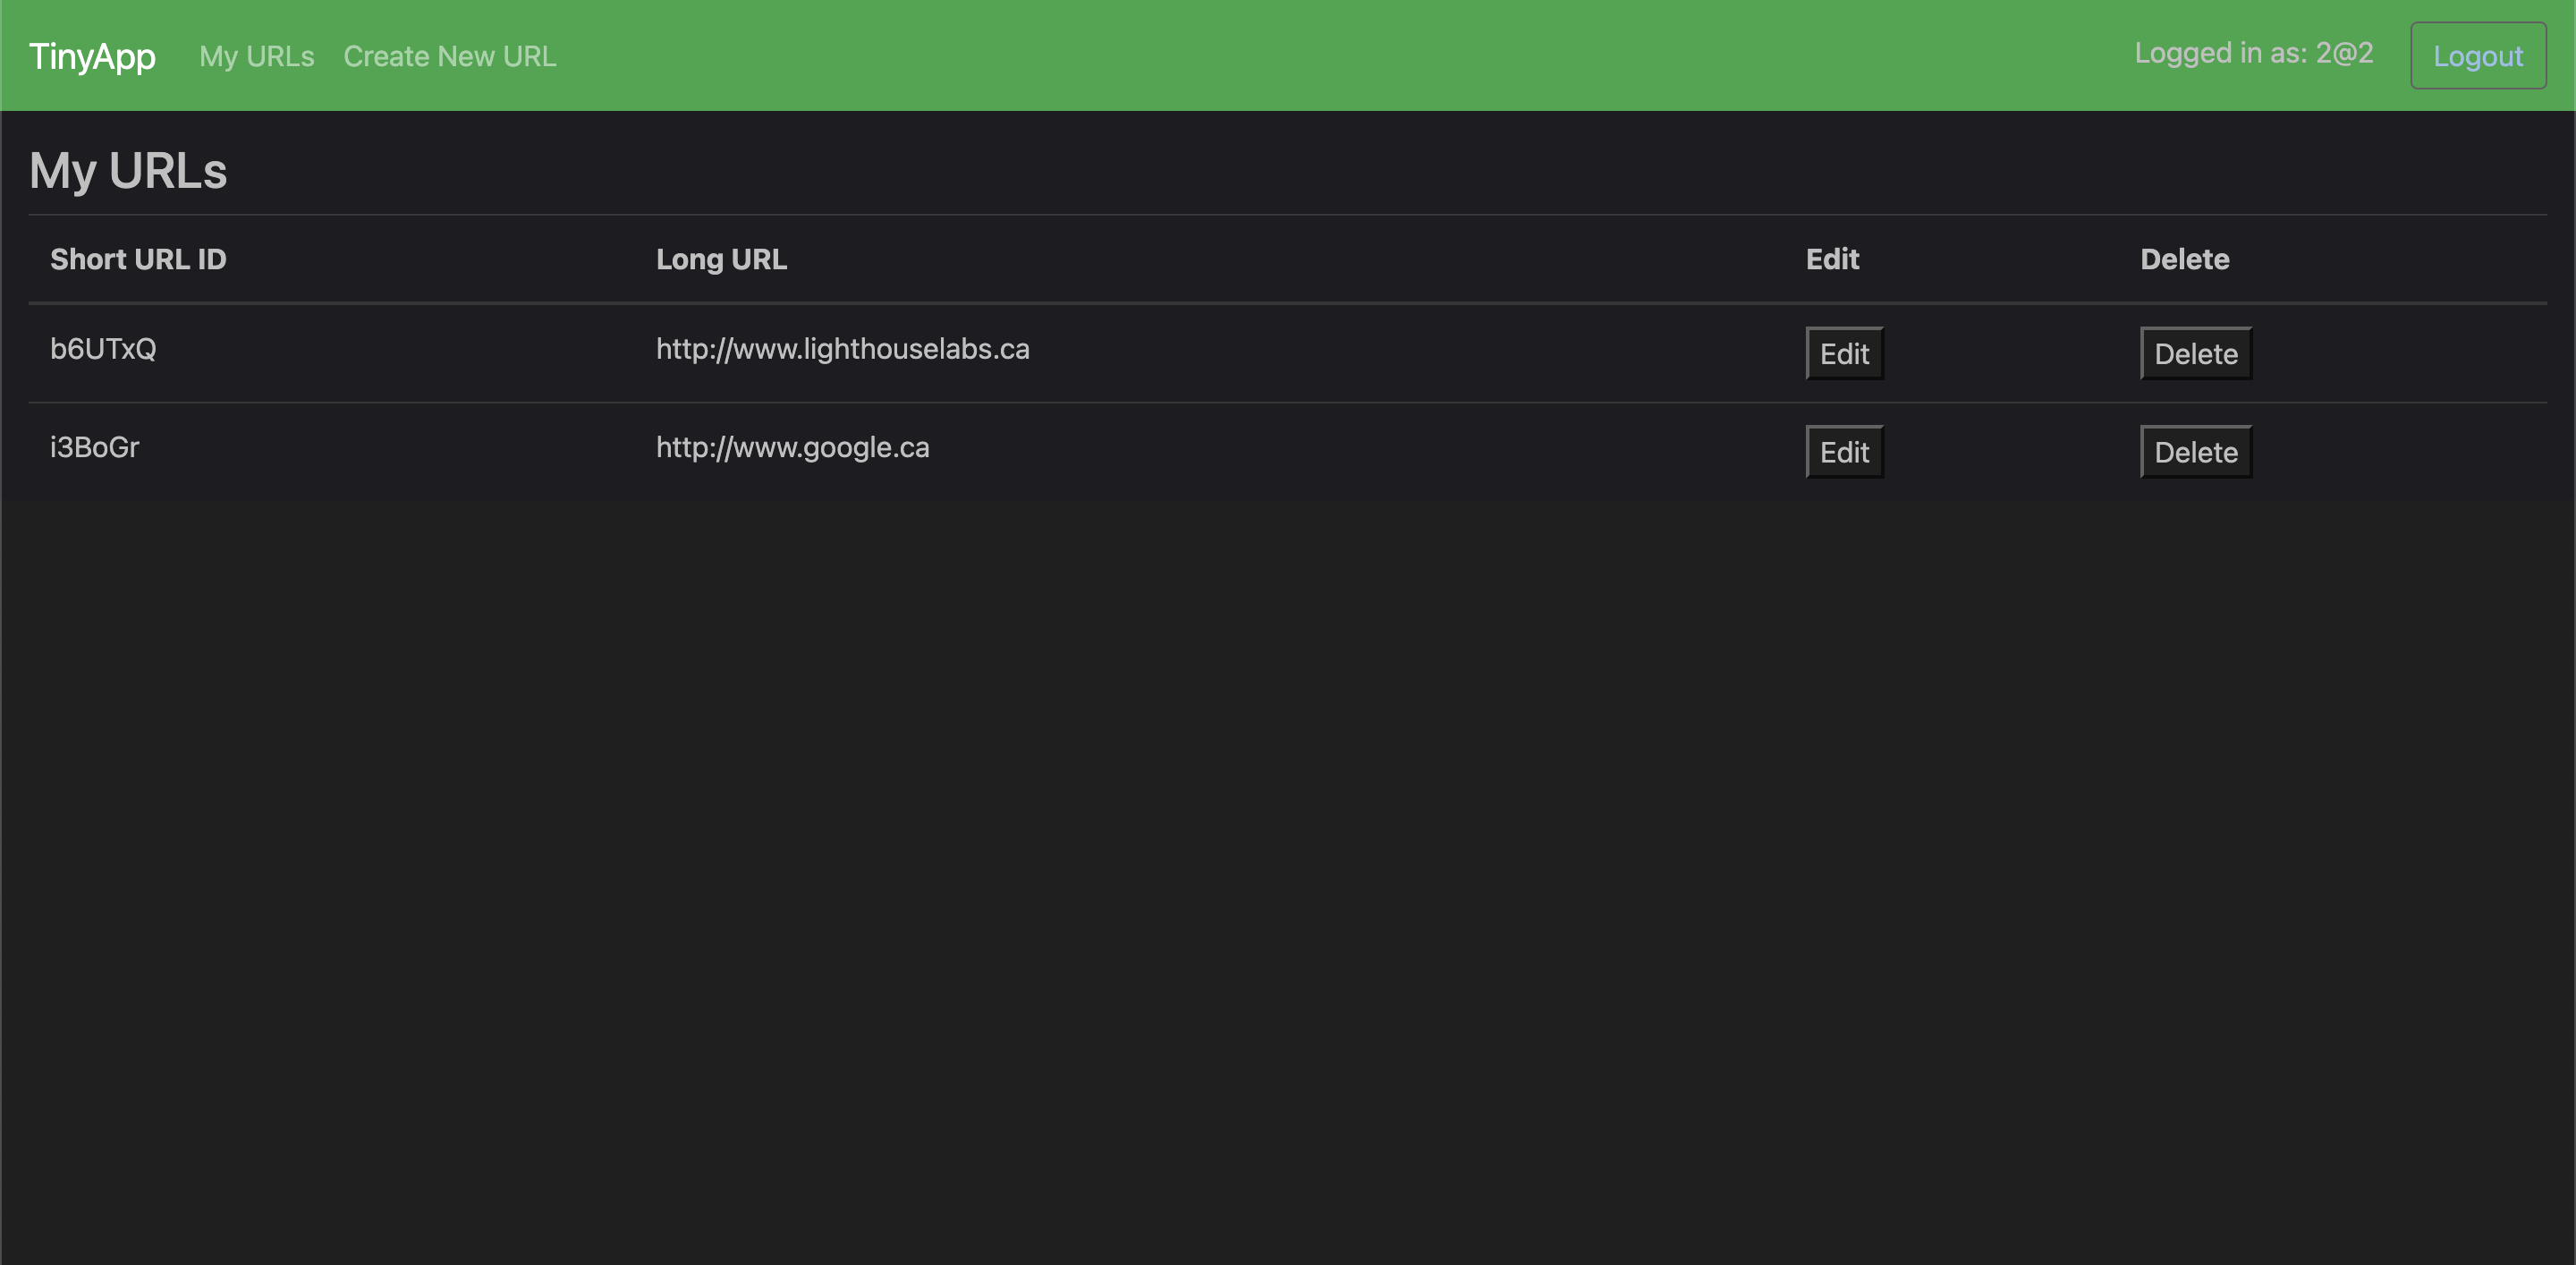 TinyApp My URLs Create New URL Logged in as: 2@2 Logout
My URLs
Short URL ID Long URL Edit Delete
b6UTxQ http://www.lighthouselabs.ca Edit Delete
i3BoGr http://www.google.ca Edit Delete